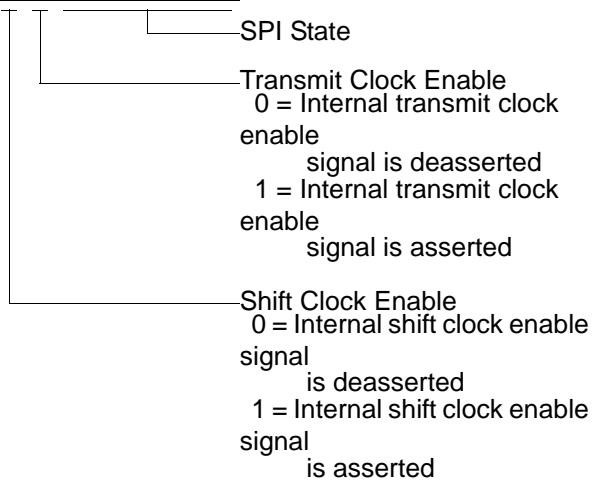 SPI State
Transmit Clock Enable
0 = Internal transmit clock
enable
signal is deasserted
1 = Internal transmit clock
enable
signal is asserted
Shift Clock Enable
0 = Internal shift clock enable
signal
is deasserted
1 = Internal shift clock enable
signal
is asserted